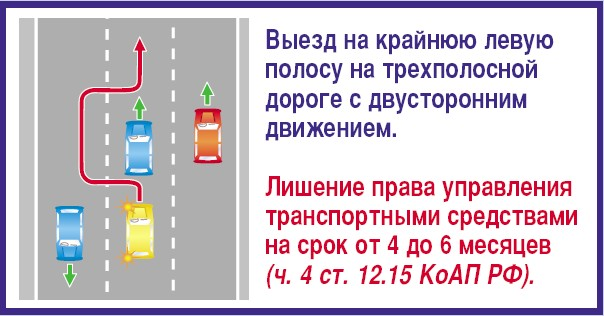 Выезд на крайнюю левую
полосу на трехполосной
дороге с двусторонним
движением.
Лишение права управления
транспортными средствами
на срок от 4 до 6 месяцев
(ч. 4 ст. 12.15 КоАП РФ).